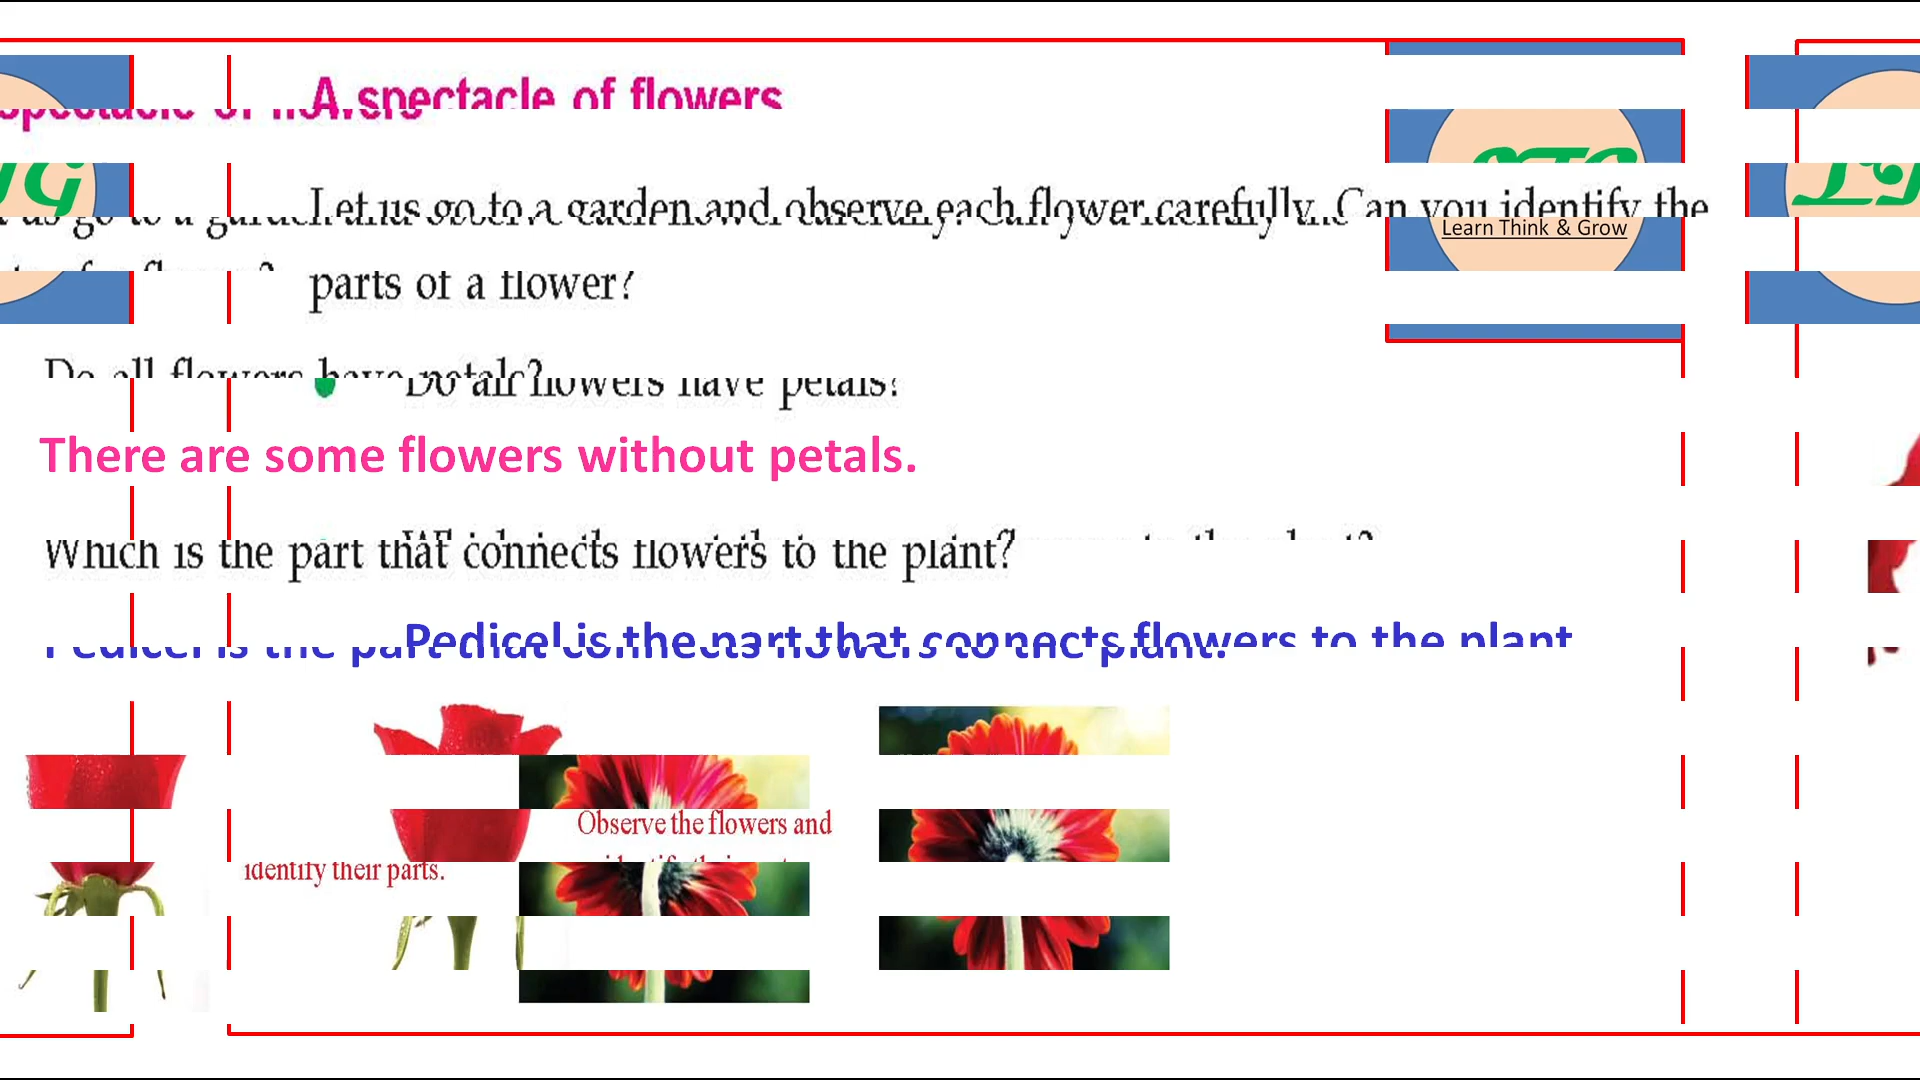 A spectacle of flowers
Let us go to a garden and observe each flower carefully. Can you identify the
parts of a flower?
Learn Think & Grow
Do all flowers have petals?
There are some flowers without petals.
Which is the part that connects flowers to the plant?
Pedicel is the part that connects flowers to the plant.
Observe the flowers and
identify their parts.